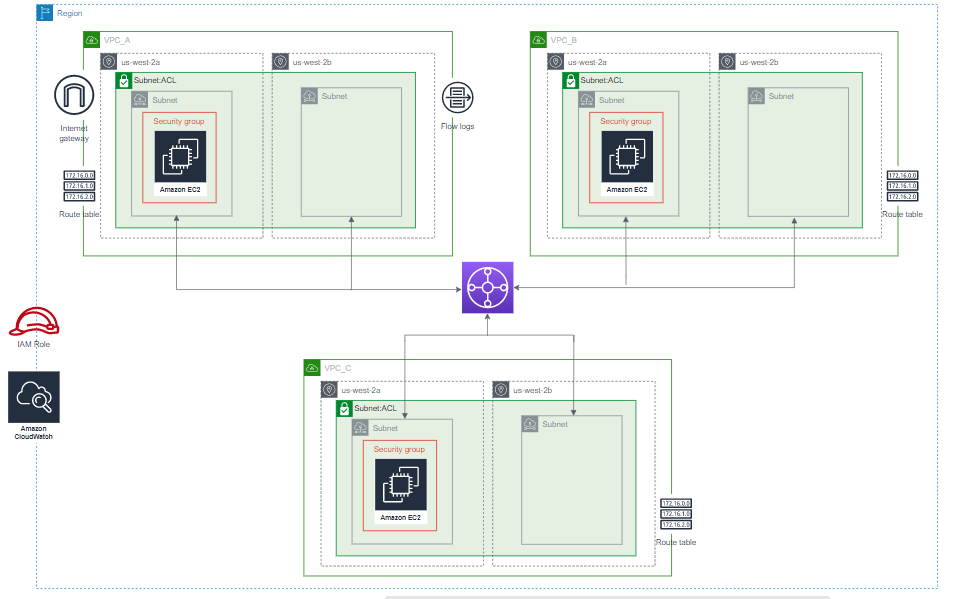 Region
VPC_A
us-west-2a
us-west-2b
Subnet:ACL
Subnet
Subnet
Security group
Amazon EC2
Internet
gateway
Flow logs
172.16.0.0
172.16.1.0
172.16.2.0
Route table
VPC_B
us-west-2a
us-west-2b
Subnet:ACL
Subnet
Subnet
Security group
Amazon EC2
172.16.0.0
172.16.1.0
172.16.2.0
Route table
IAM Role
Amazon
CloudWatch
VPC_C
us-west-2a
us-west-2b
Subnet:ACL
Subnet
Subnet
Security group
Amazon EC2
172.16.0.0
172.16.1.0
172.16.2.0
Route table